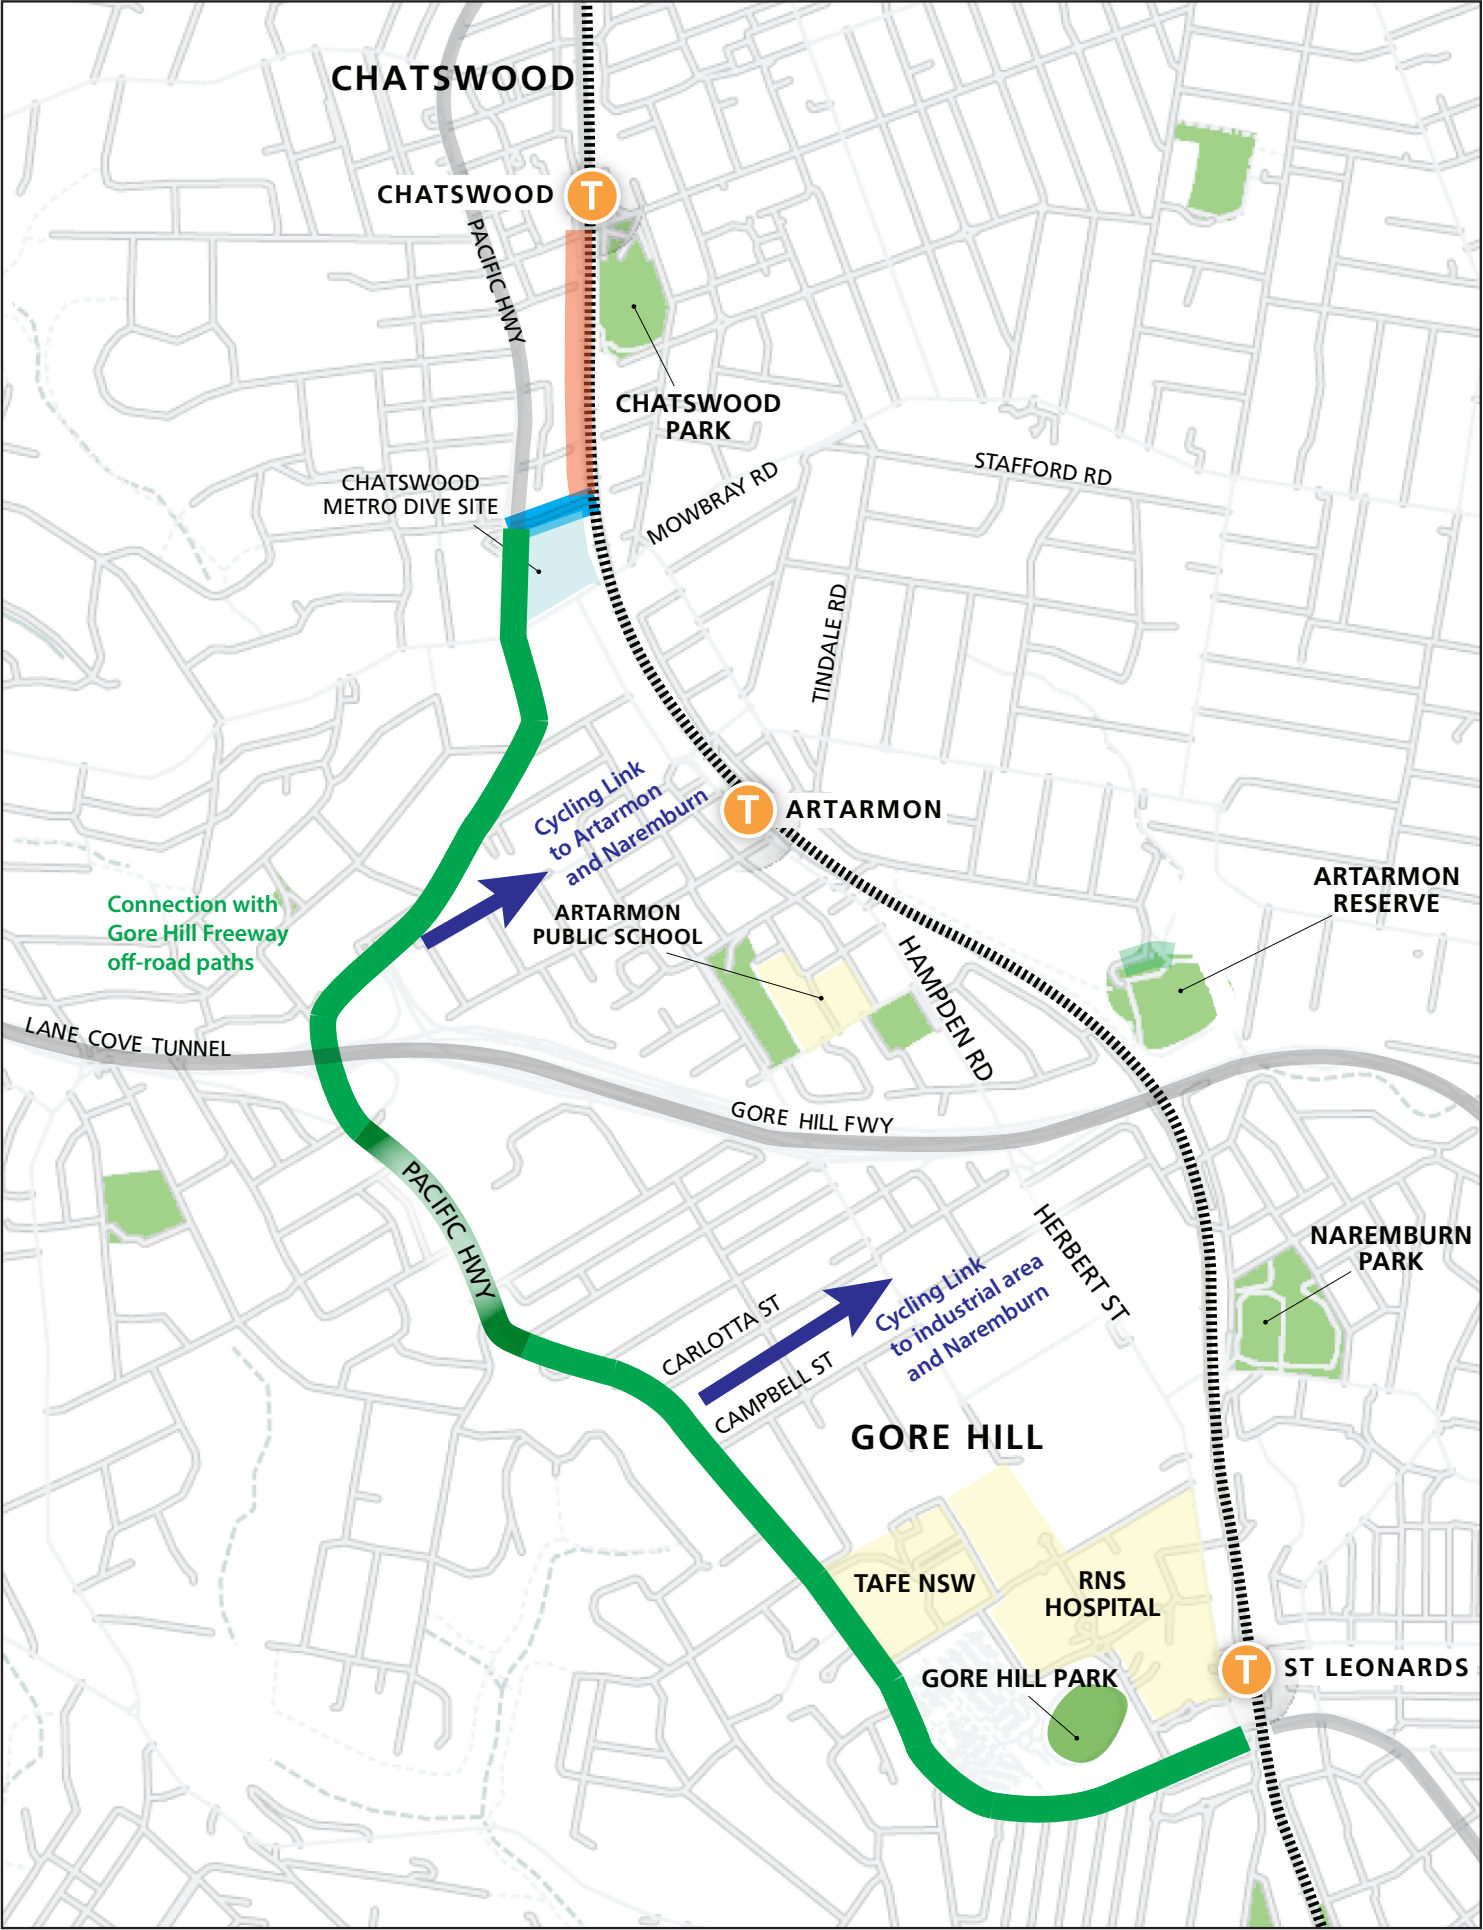 CHATSWOOD
CHATSWOOD
T
PACIFIC HWY
CHATSWOOD
PARK
CHATSWOOD
METRO DIVE SITE
MOWBRAY RD
STAFFORD RD
TINDALE RD
Cycling Link
to Artarmon
and Naremburn
T
ARTARMON
ARTARMON
RESERVE
Connection with
Gore Hill Freeway
off-road paths
ARTARMON
PUBLIC SCHOOL
HAMPDEN RD
LANE COVE TUNNEL
GORE HILL FWY
PACIFIC HWY
HERBERT ST
NAREMBURN
PARK
Cycling Link
to industrial area
and Naremburn
CARLOTTA ST
CAMPBELL ST
GORE HILL
TAFE NSW
RNS
HOSPITAL
T
ST LEONARDS
GORE HILL PARK